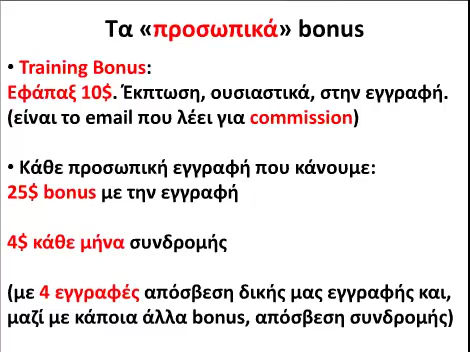 Τα «προσωπικά» bonus
• Training Bonus:
Εφάπαξ 10$. Έκπτωση, ουσιαστικά, στην εγγραφή.
(είναι το email που λέει για commission)
• Κάθε προσωπική εγγραφή που κάνουμε:
25$ bonus με την εγγραφή
4$ κάθε μήνα συνδρομής
(με 4 εγγραφές απόσβεση δικής μας εγγραφής και,
μαζί με κάποια άλλα bonus, απόσβεση συνδρομής)